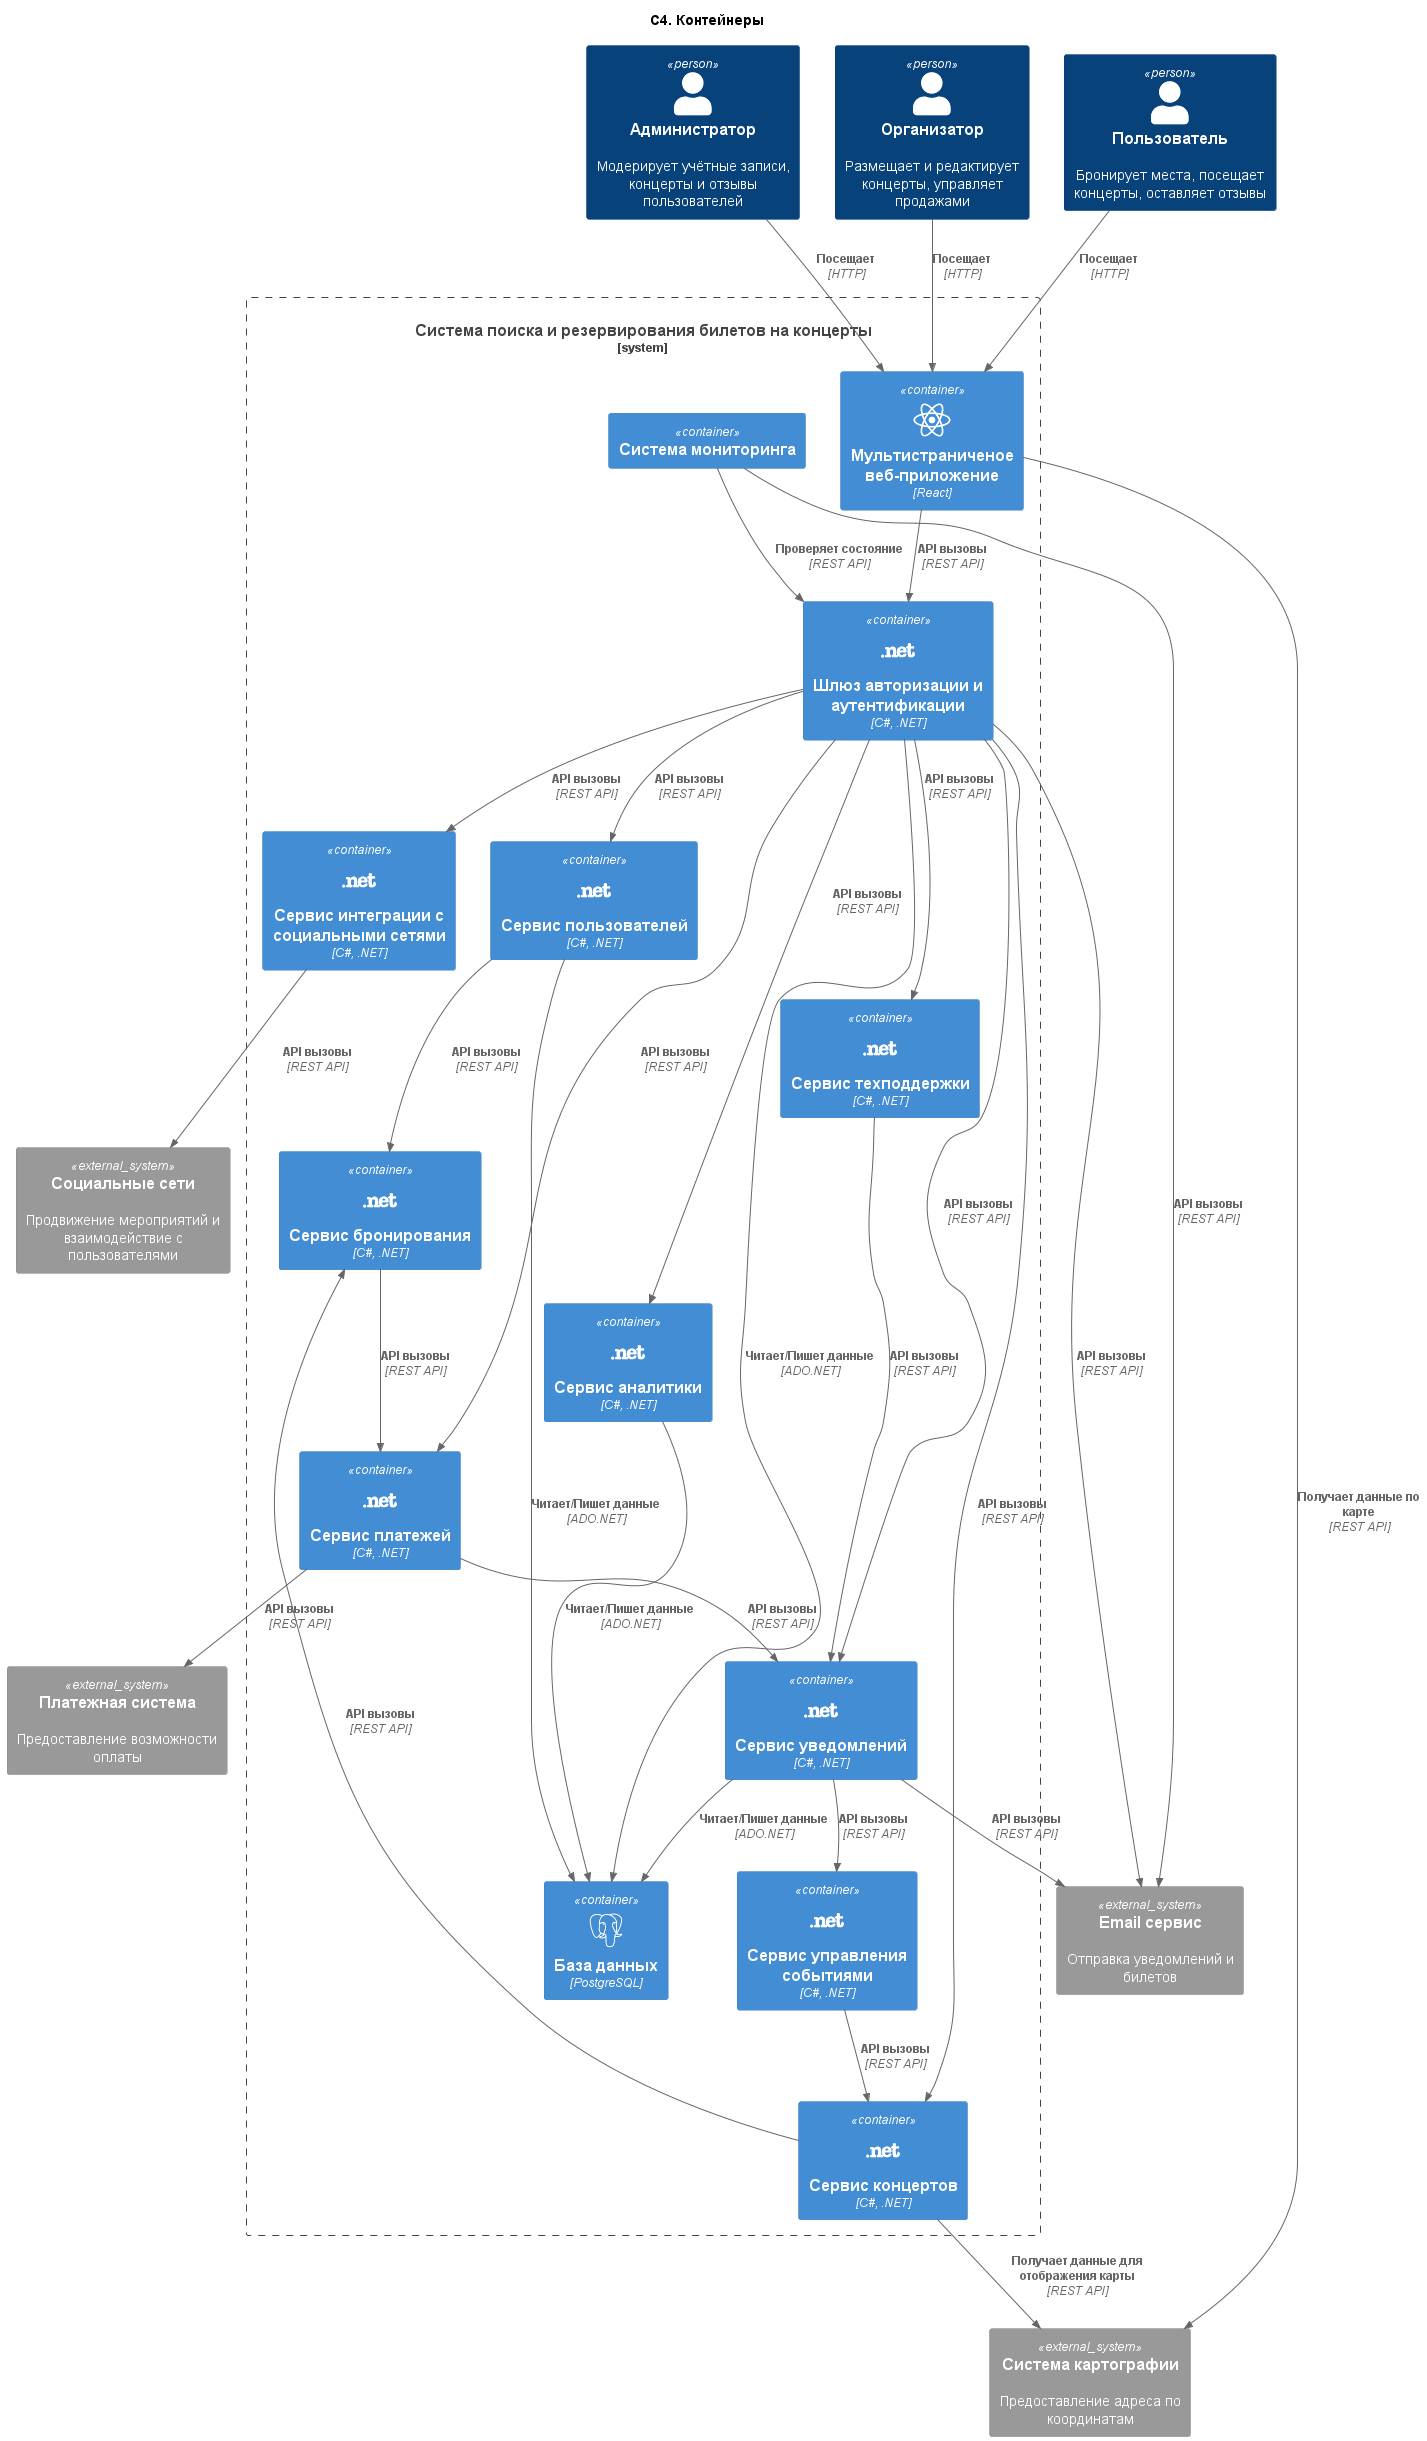 C4. Контейнеры
«person»
Администратор
Модерирует учётные записи,
концерты и отзывы
пользователей
«person»
Организатор
Размещает и редактирует
концерты, управляет
продажами
«person»
Пользователь
Бронирует места, посещает
концерты, оставляет отзывы
Посещает
[HTTP]
Посещает
[HTTP]
Посещает
[HTTP]
Система поиска и резервирования билетов на концерты
[system]
«container»
Система мониторинга
«container»
Мультистраниченое
веб-приложение
[React]
Проверяет состояние
[REST API]
API вызовы
[REST API]
«container»
.net
Шлюз авторизации и
аутентификации
[C#, .NET]
API вызовы
[REST API]
API вызовы
[REST API]
API вызовы
[REST API]
«container»
.net
Сервис интеграции с
социальными сетями
[C#, .NET]
«container»
.net
Сервис пользователей
[C#, .NET]
API вызовы
[REST API]
«container»
.net
Сервис техподдержки
[C#, .NET]
API вызовы
[REST API]
API вызовы
[REST API]
API вызовы
[REST API]
«external_system»
Социальные сети
Продвижение мероприятий и
взаимодействие с
пользователями
«container»
.net
Сервис бронирования
[C#, .NET]
API вызовы
[REST API]
API вызовы
[REST API]
«container»
.net
Сервис аналитики
[C#, .NET]
API вызовы
[REST API]
Читает/Пишет данные
[ADO.NET]
API вызовы
[REST API]
API вызовы
[REST API]
«container»
.net
Сервис платежей
[C#, .NET]
Читает/Пишет данные
[ADO.NET]
API вызовы
[REST API]
Получает данные по
карте
[REST API]
API вызовы
[REST API]
Читает/Пишет данные
[ADO.NET]
API вызовы
[REST API]
«external_system»
Платежная система
Предоставление возможности
оплаты
API вызовы
[REST API]
«container»
.net
Сервис уведомлений
[C#, .NET]
Читает/Пишет данные
[ADO.NET]
API вызовы
[REST API]
API вызовы
[REST API]
«container»
База данных
[PostgreSQL]
«container»
.net
Сервис управления
событиями
[C#, .NET]
«external_system»
Email сервис
Отправка уведомлений и
билетов
API вызовы
[REST API]
«container»
.net
Сервис концертов
[C#, .NET]
Получает данные для
отображения карты
[REST API]
«external_system»
Система картографии
Предоставление адреса по
координатам